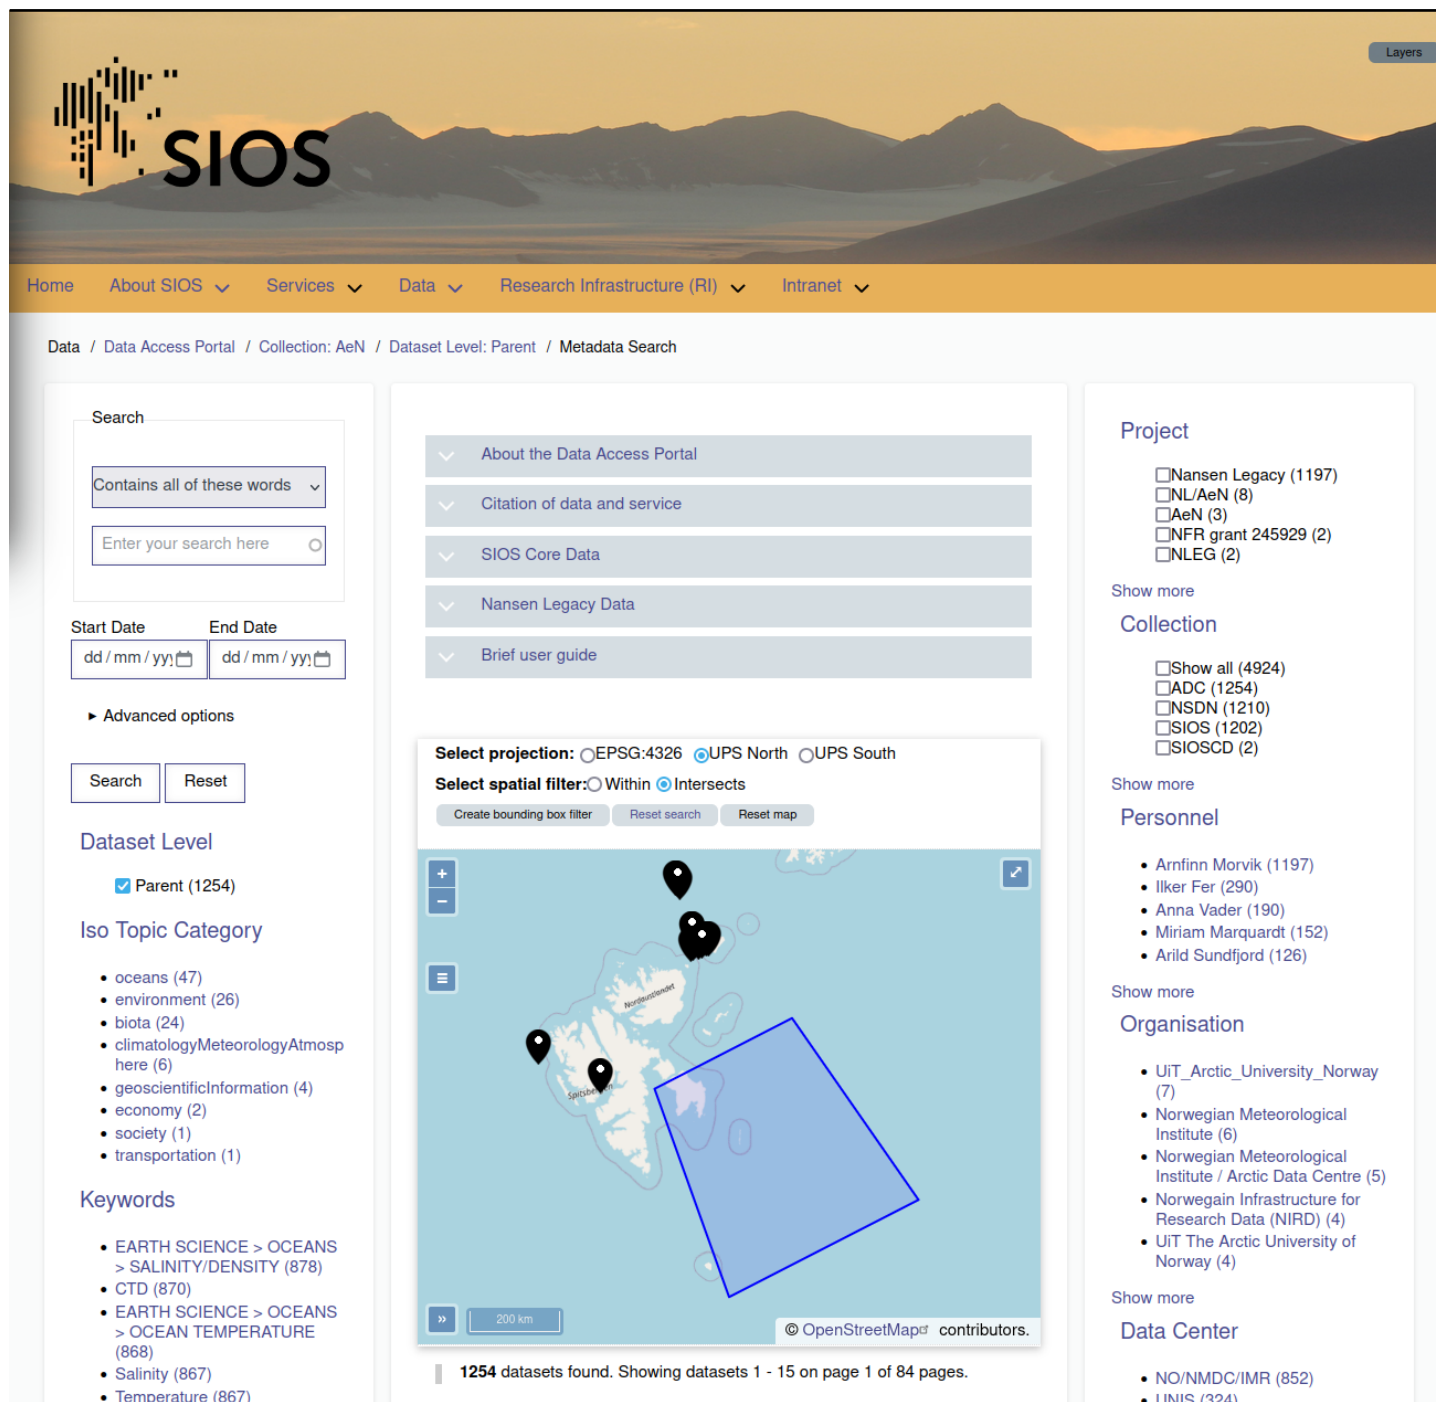 Layers
SIOS
Home About SIOS Services Data Research Infrastructure (RI) Intranet
Data / Data Access Portal / Collection: AeN / Dataset Level: Parent / Metadata Search
Search
Contains all of these words
Enter your search here
Start Date End Date
dd / mm / yyy dd / mm / yyy
Advanced options
Search Reset
Dataset Level
Parent (1254)
Iso Topic Category
oceans (47)
environment (26)
biota (24)
climatologyMeteorologyAtmosp
here (6)
geoscientificInformation (4)
economy (2)
society (1)
transportation (1)
Keywords
EARTH SCIENCE > OCEANS
> SALINITY/DENSITY (878)
CTD (870)
EARTH SCIENCE > OCEANS
> OCEAN TEMPERATURE
(868)
Salinity (867)
Temperature (867)
About the Data Access Portal
Citation of data and service
SIOS Core Data
Nansen Legacy Data
Brief user guide
Select projection: EPSG:4326 UPS North UPS South
Select spatial filter: Within Intersects
Create bounding box filter Reset search Reset map
+
−
Nordaustlandet
»
200 km
© OpenStreetMap contributors.
1254 datasets found. Showing datasets 1 - 15 on page 1 of 84 pages.
Project
Nansen Legacy (1197)
NL/AeN (8)
AeN (3)
NFR grant 245929 (2)
NLEG (2)
Show more
Collection
Show all (4924)
ADC (1254)
NSDN (1210)
SIOS (1202)
SIOSCD (2)
Show more
Personnel
Arnfinn Morvik (1197)
Ilker Fer (290)
Anna Vader (190)
Miriam Marquardt (152)
Arild Sundfjord (126)
Show more
Organisation
UiT_Arctic_University_Norway
(7)
Norwegian Meteorological
Institute (6)
Norwegian Meteorological
Institute / Arctic Data Centre (5)
Norwegain Infrastructure for
Research Data (NIRD) (4)
UiT The Arctic University of
Norway (4)
Show more
Data Center
NO/NMDC/IMR (852)
UNIS (324)